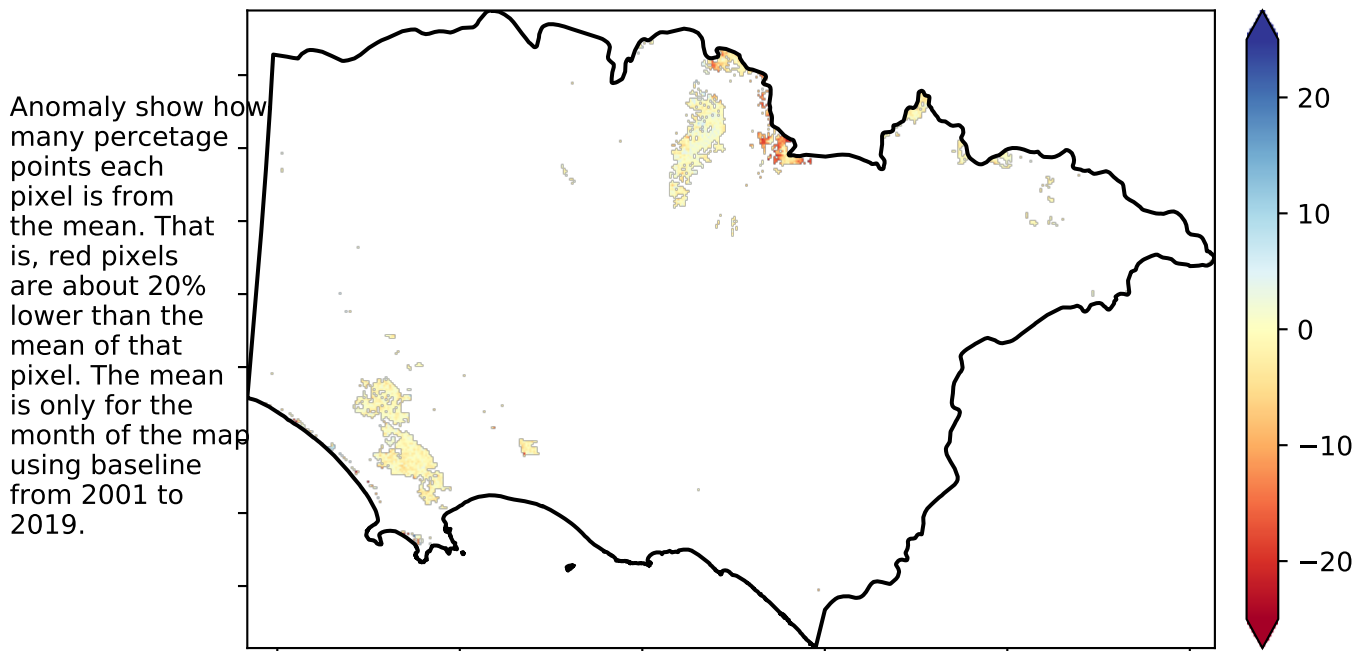 Anomaly show how
many percetage
points each
pixel is from
the mean. That
is, red pixels
are about 20%
lower than the
mean of that
pixel. The mean
is only for the
month of the map
using baseline
from 2001 to
2019.
20
10
0
−10
−20